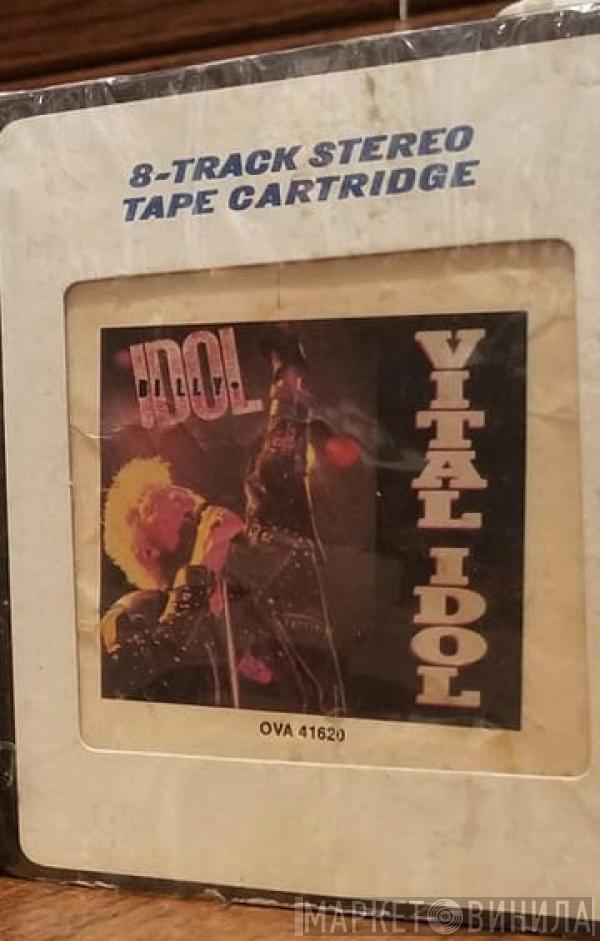 8-TRACK STEREO
TAPE CARTRIDGE
IDOL
BILLY
VITAL IDOL
OVA 41620
МАРКЕТ ВИНИЛА